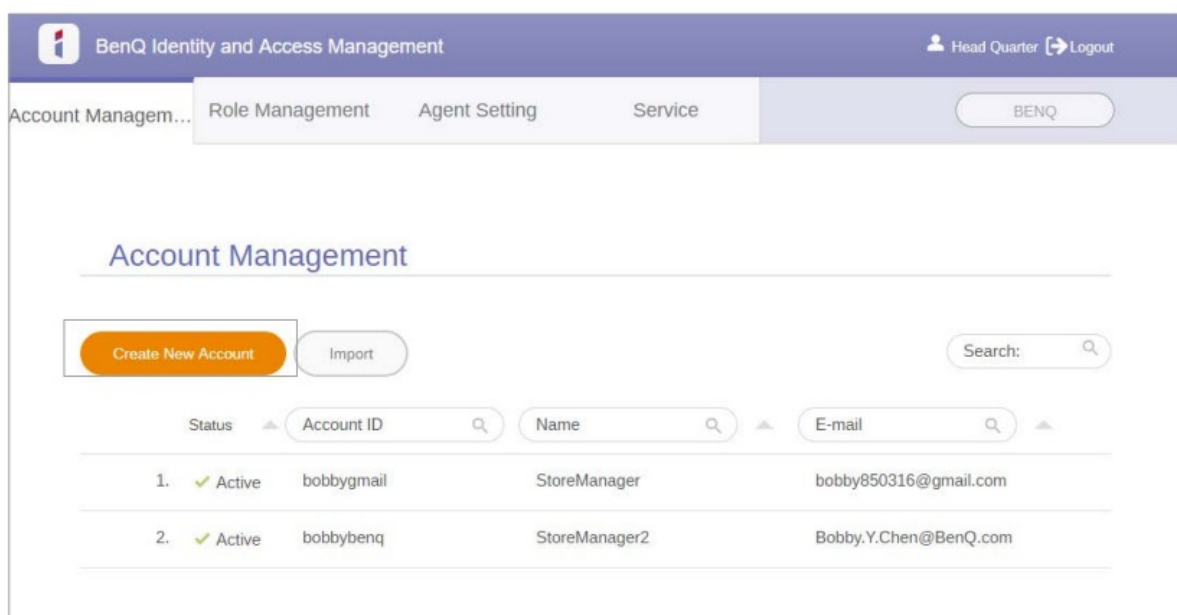 BenQ Identity and Access Management Head Quarter Logout
Account Managem... Role Management Agent Setting Service BENQ
Account Management
Create New Account Import Search:
Status Account ID Name E-mail
1. Active bobbygmail StoreManager bobby850316@gmail.com
2. Active bobbybenq StoreManager2 Bobby.Y.Chen@BenQ.com